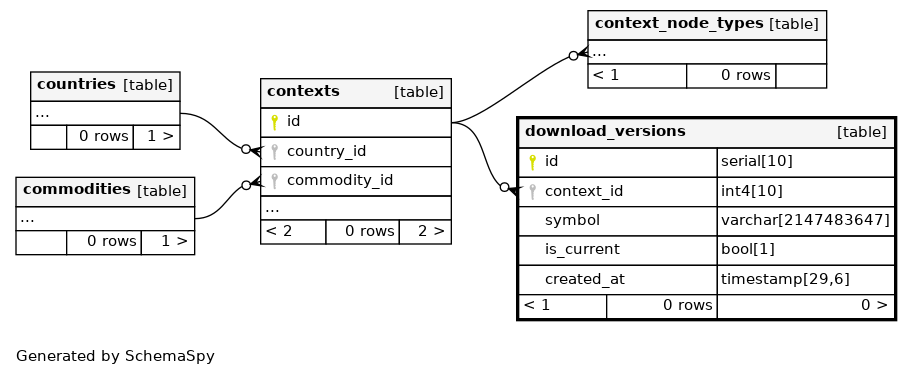 context_node_types [table]
...
< 1 0 rows
countries [table]
...
0 rows 1 >
contexts [table]
id
country_id
commodity_id
...
< 2 0 rows 2 >
commodities [table]
...
0 rows 1 >
download_versions [table]
id serial[10]
context_id int4[10]
symbol varchar[2147483647]
is_current bool[1]
created_at timestamp[29,6]
< 1 0 rows 0 >
Generated by SchemaSpy